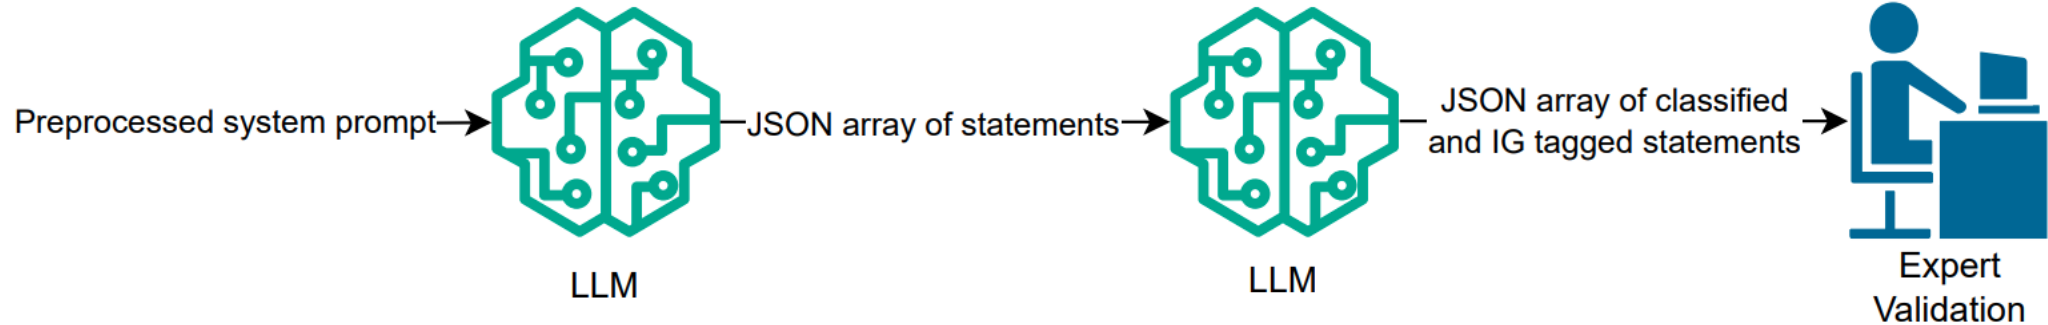 Preprocessed system prompt
LLM
JSON array of statements
LLM
JSON array of classified
and IG tagged statements
Expert
Validation